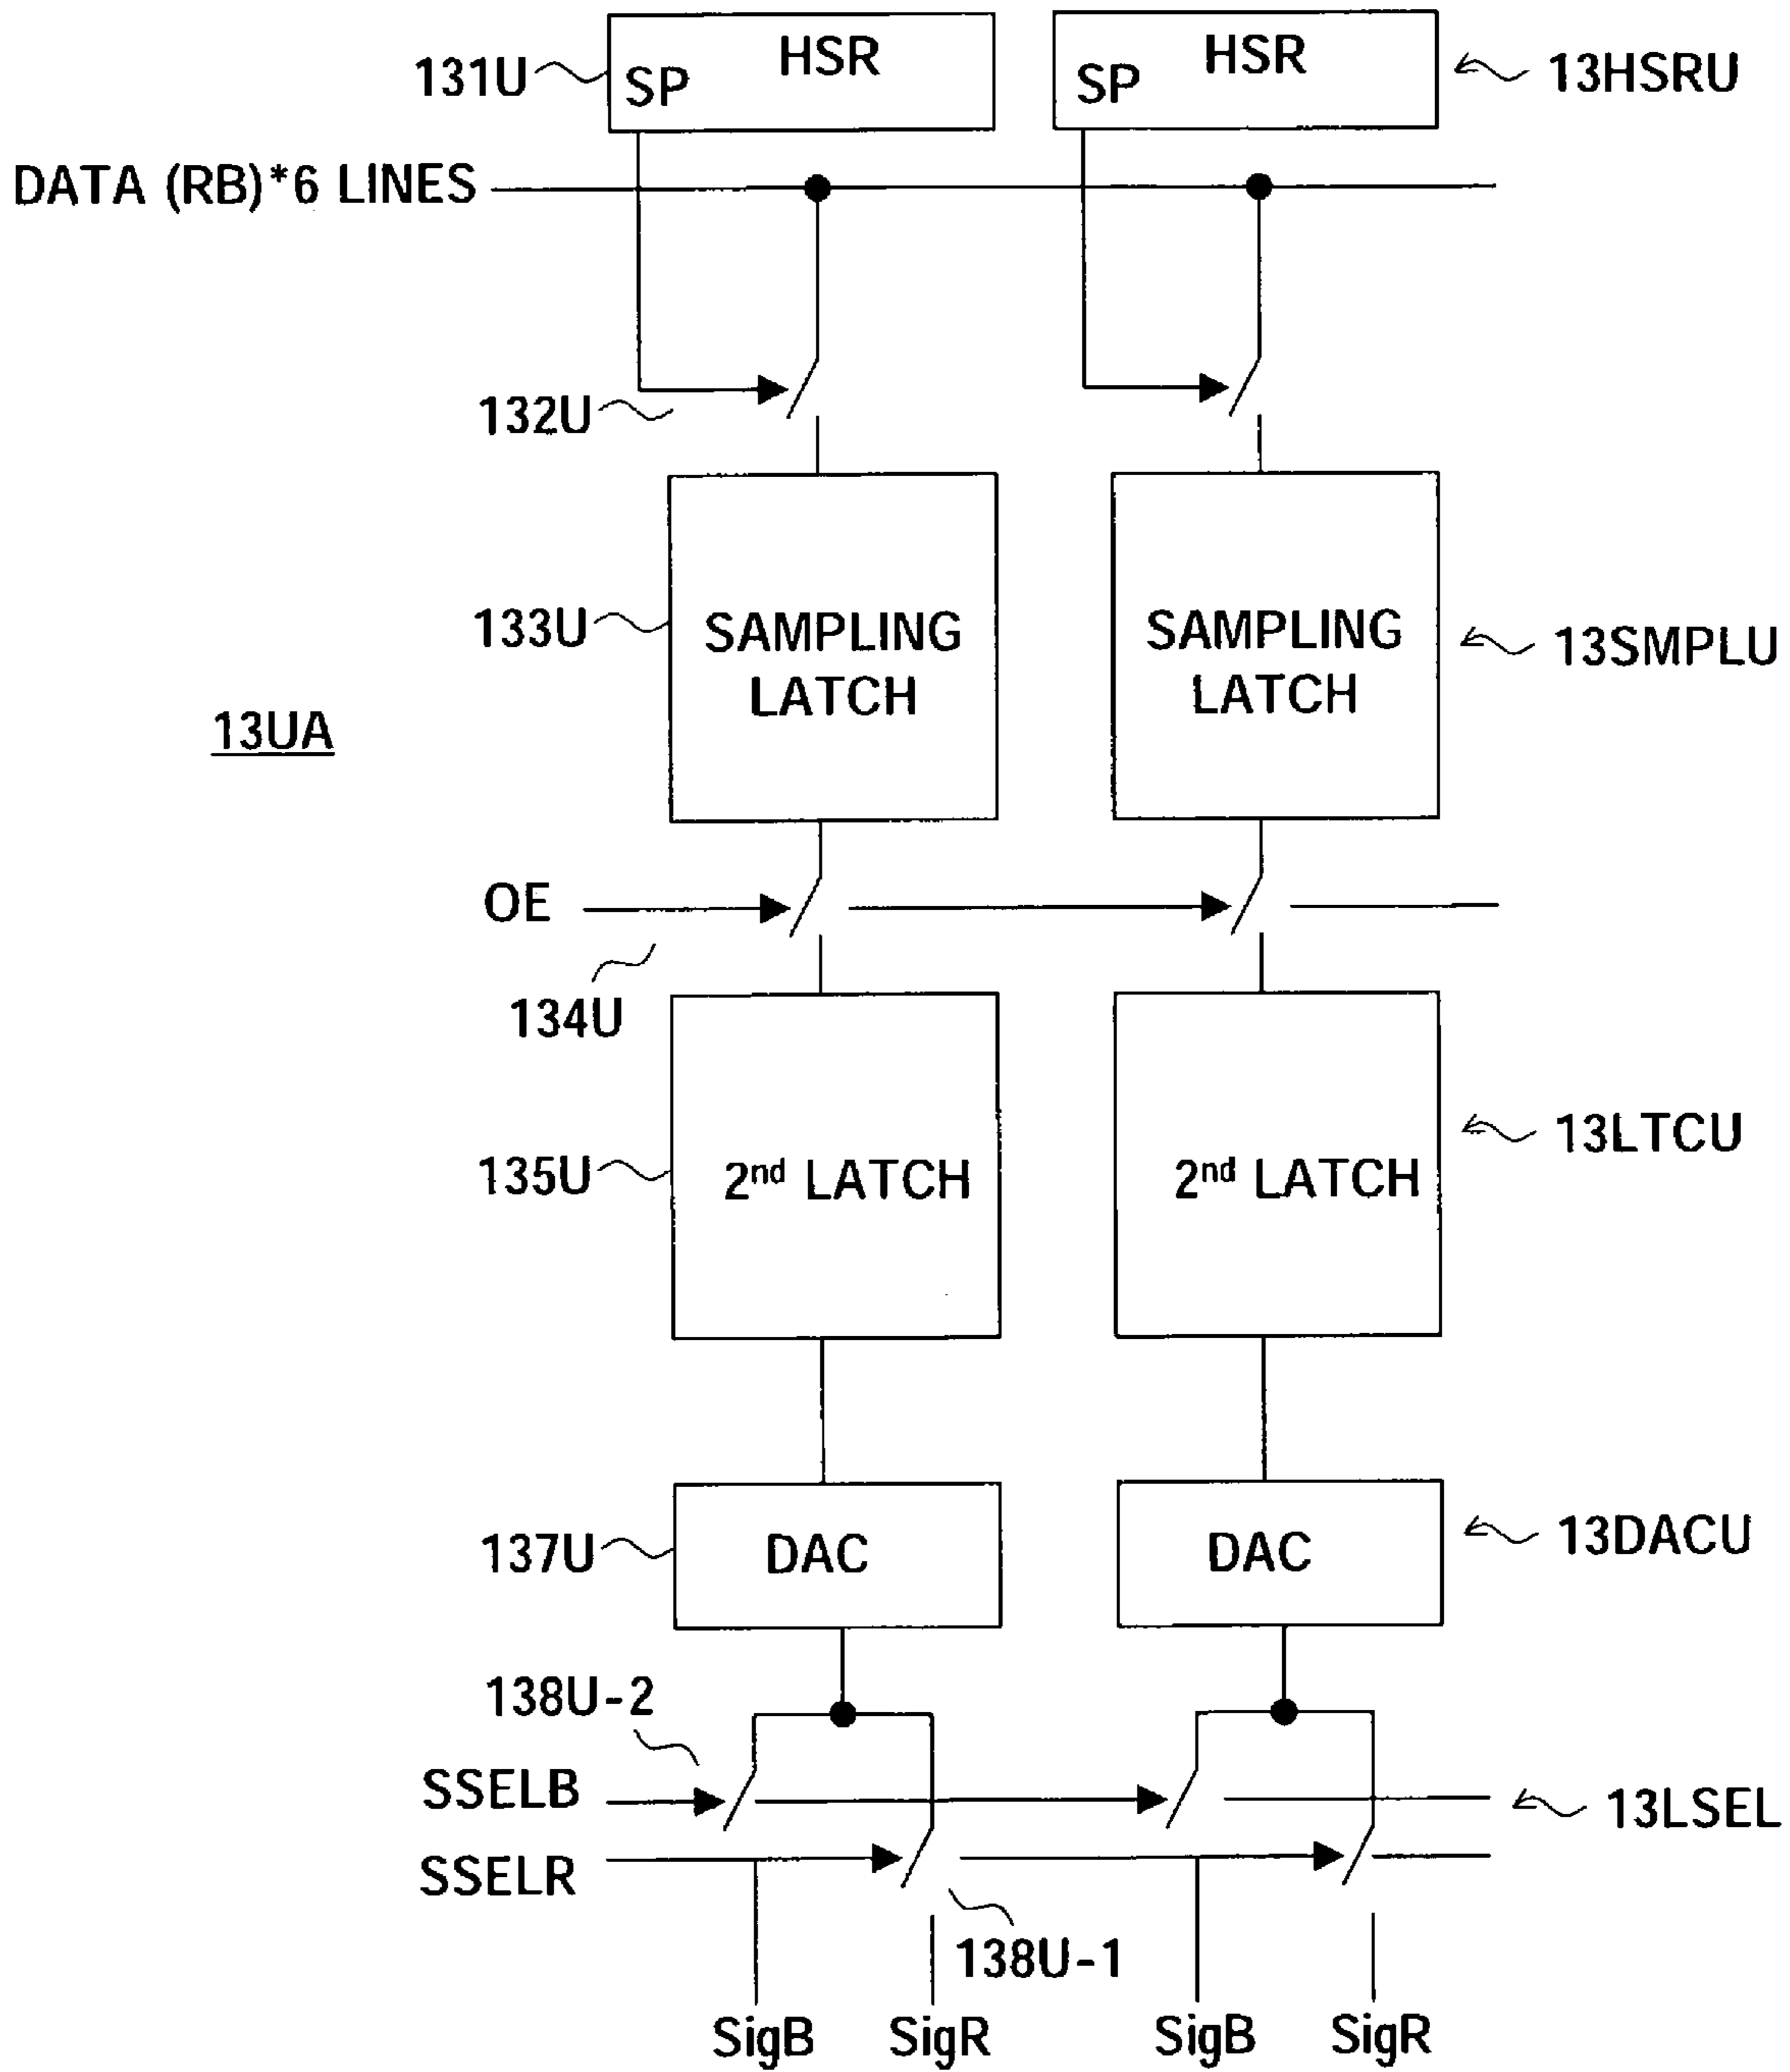 HSR
HSR
131U
SP
SP
13HSRU
DATA (RB)*6 LINES
132U
133U
SAMPLING
LATCH
SAMPLING
LATCH
13SMPLU
13UA
OE
134U
135U
2nd LATCH
2nd LATCH
13LTCU
137U
DAC
DAC
13DACU
138U-2
SSELB
13LSEL
SSELR
138U-1
SigB
SigR
SigB
SigR